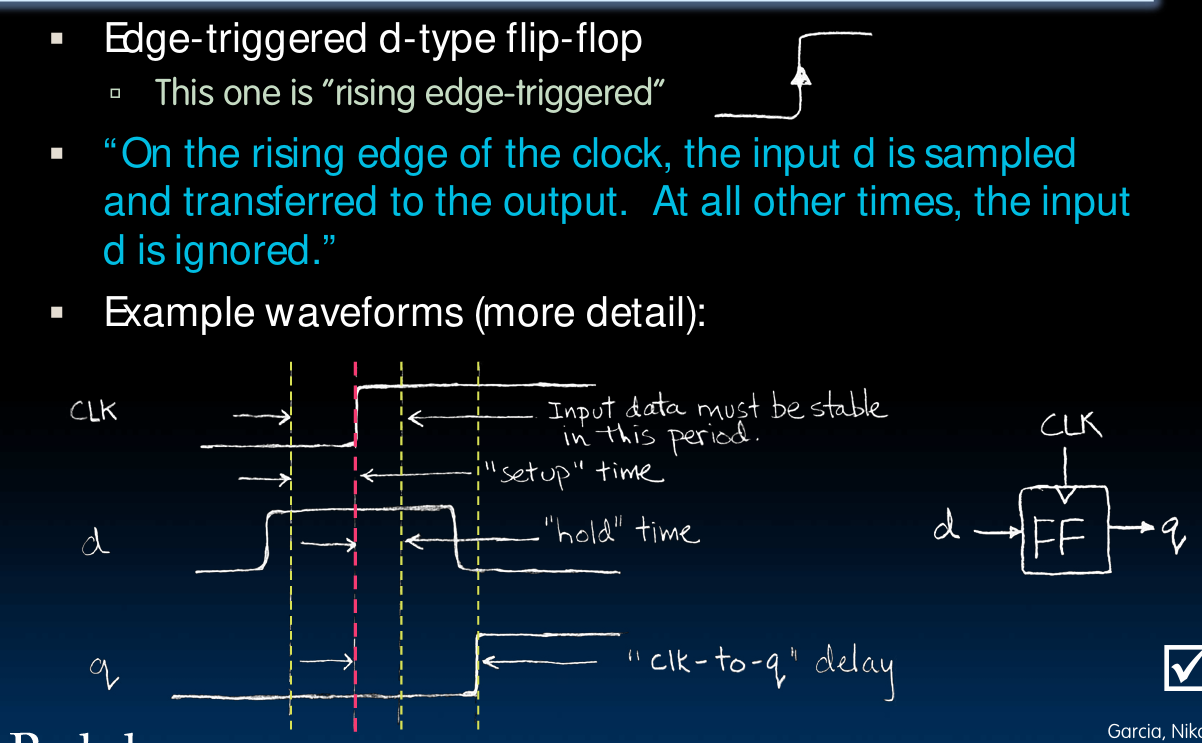 Edge-triggered d-type flip-flop
This one is "rising edge-triggered"
“On the rising edge of the clock, the input d is sampled
and transferred to the output. At all other times, the input
d is ignored.”
Example waveforms (more detail):
CLK
Input data must be stable
in this period.
"setup" time
d
"hold" time
q
"clk-to-q" delay
CLK
d
FF
q
Garcia,